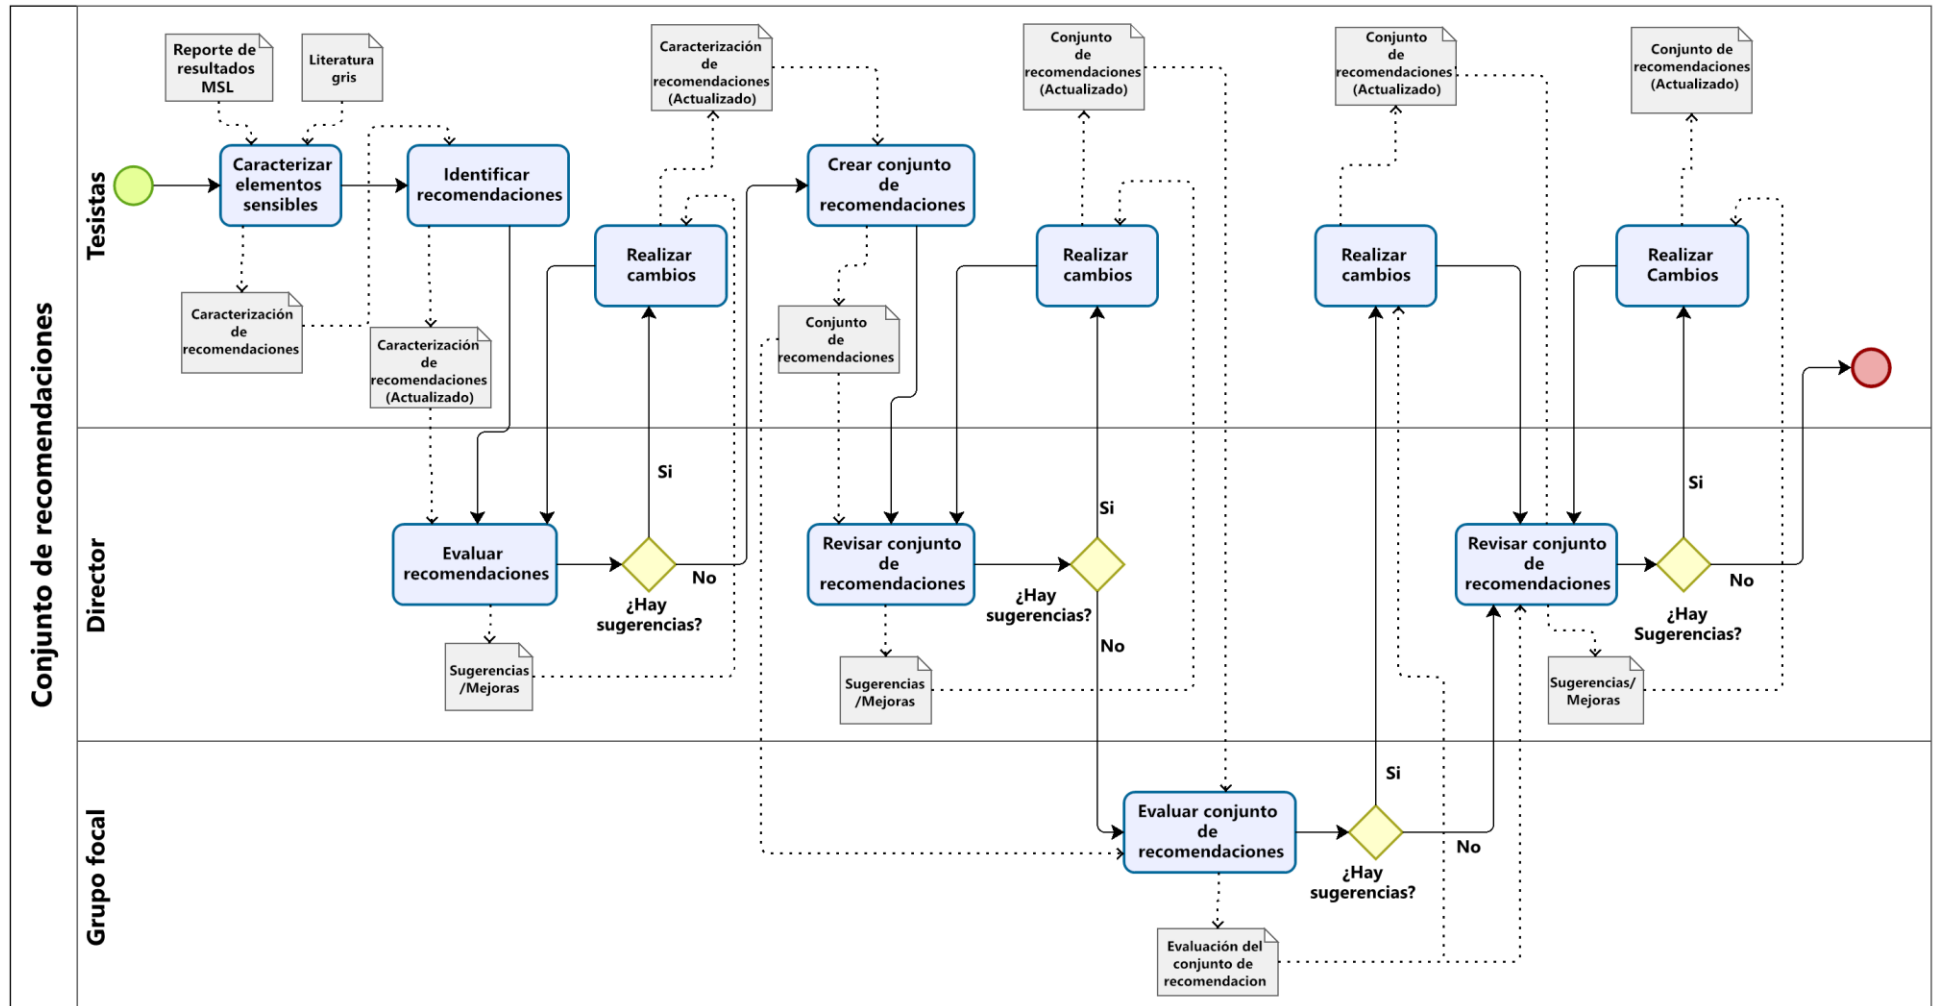 Conjunto de recomendaciones
Tesistas
Reporte de
resultados
MSL
Literatura
gris
Caracterizar
elementos
sensibles
Identificar
recomendaciones
Caracterización
de
recomendaciones
Caracterización
de
recomendaciones
(Actualizado)
Caracterización
de
recomendaciones
(Actualizado)
Realizar
cambios
Crear conjunto
de
recomendaciones
Conjunto
de
recomendaciones
Conjunto
de
recomendaciones
(Actualizado)
Realizar
cambios
Conjunto
de
recomendaciones
(Actualizado)
Realizar
cambios
Conjunto de
recomendaciones
(Actualizado)
Realizar
Cambios
Director
Evaluar
recomendaciones
Si
No
¿Hay
sugerencias?
Sugerencias
/Mejoras
Revisar conjunto
de
recomendaciones
Si
¿Hay
sugerencias?
No
Sugerencias
/Mejoras
Revisar conjunto
de
recomendaciones
Si
No
¿Hay
Sugerencias?
Sugerencias/
Mejoras
Grupo focal
Evaluar conjunto
de
recomendaciones
Si
No
¿Hay
sugerencias?
Evaluación del
conjunto de
recomendacion